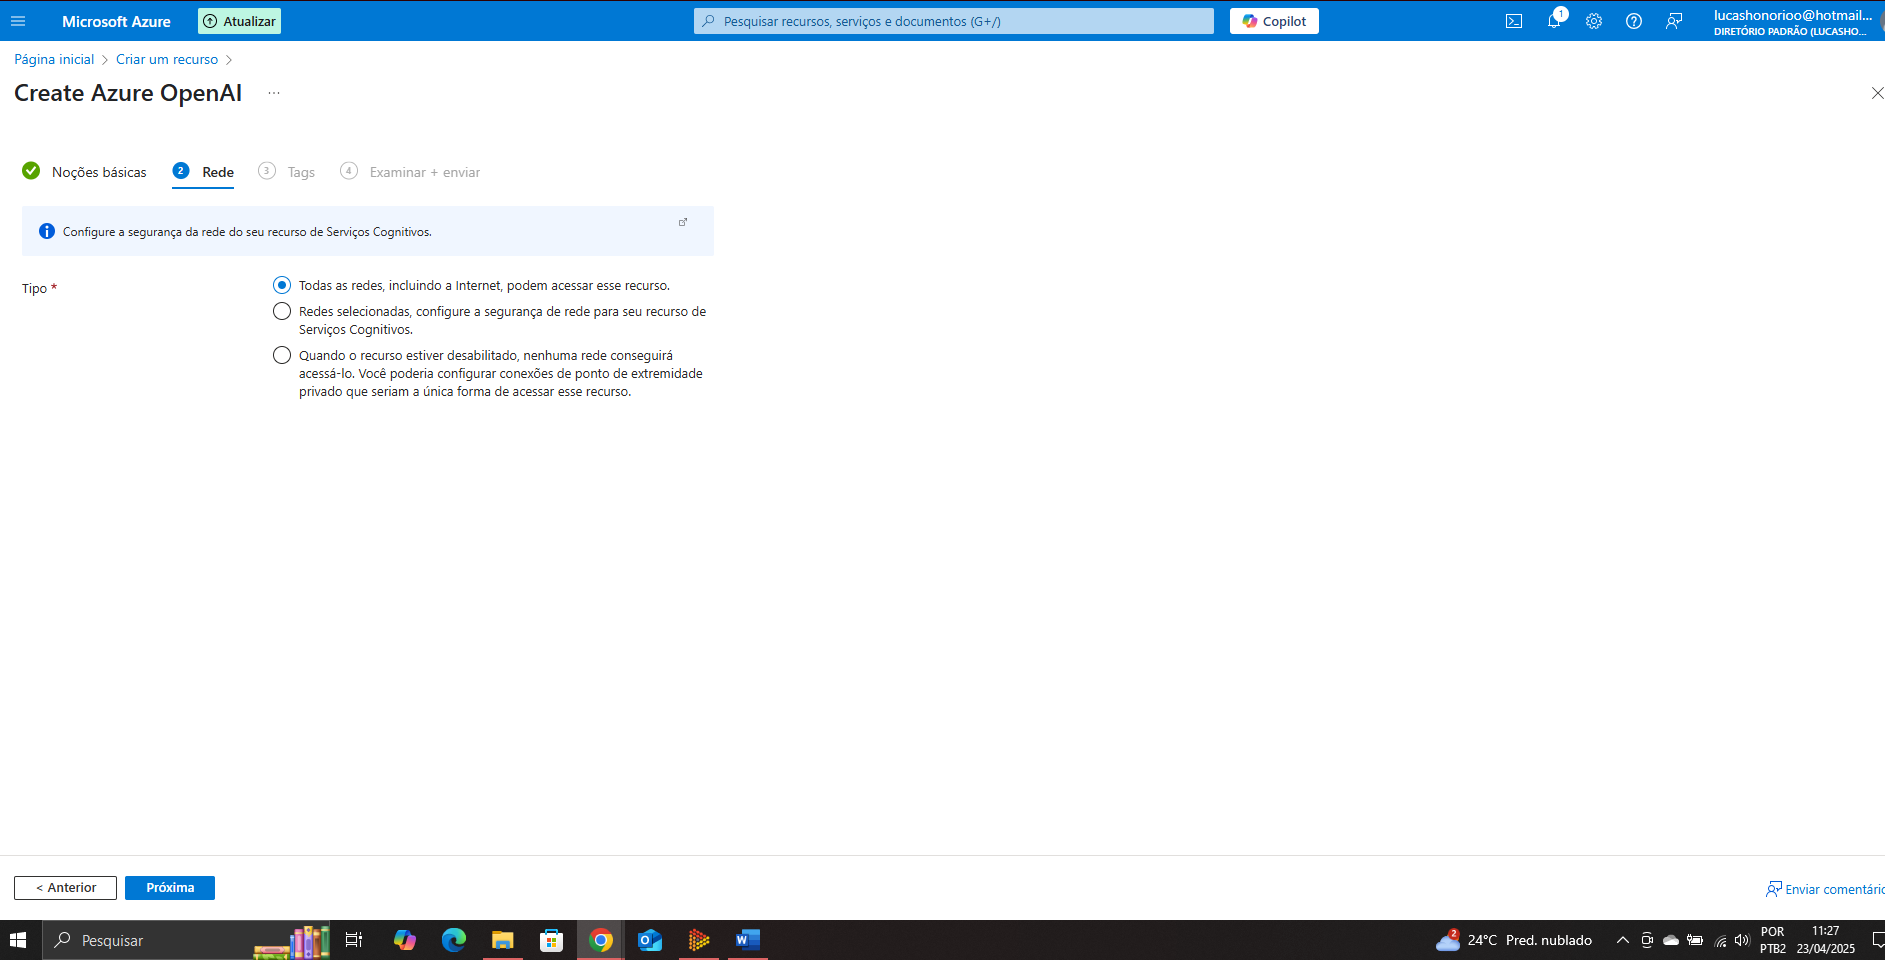 Microsoft Azure
Atualizar
Pesquisar recursos, serviços e documentos (G+/)
Copilot
1
lucashonorioo@hotmail...
DIRETÓRIO PADRÃO (LUCASHO...
Página inicial > Criar um recurso >
Create Azure OpenAI ...
Noções básicas
2 Rede
3 Tags
4 Examinar + enviar
Configure a segurança da rede do seu recurso de Serviços Cognitivos.
Tipo *
Todas as redes, incluindo a Internet, podem acessar esse recurso.
Redes selecionadas, configure a segurança de rede para seu recurso de
Serviços Cognitivos.
Quando o recurso estiver desabilitado, nenhuma rede conseguirá
acessá-lo. Você poderia configurar conexões de ponto de extremidade
privado que seriam a única forma de acessar esse recurso.
< Anterior
Próxima
Enviar comentário
Pesquisar
2
24°C Pred. nublado
POR
PTB2
11:27
23/04/2025